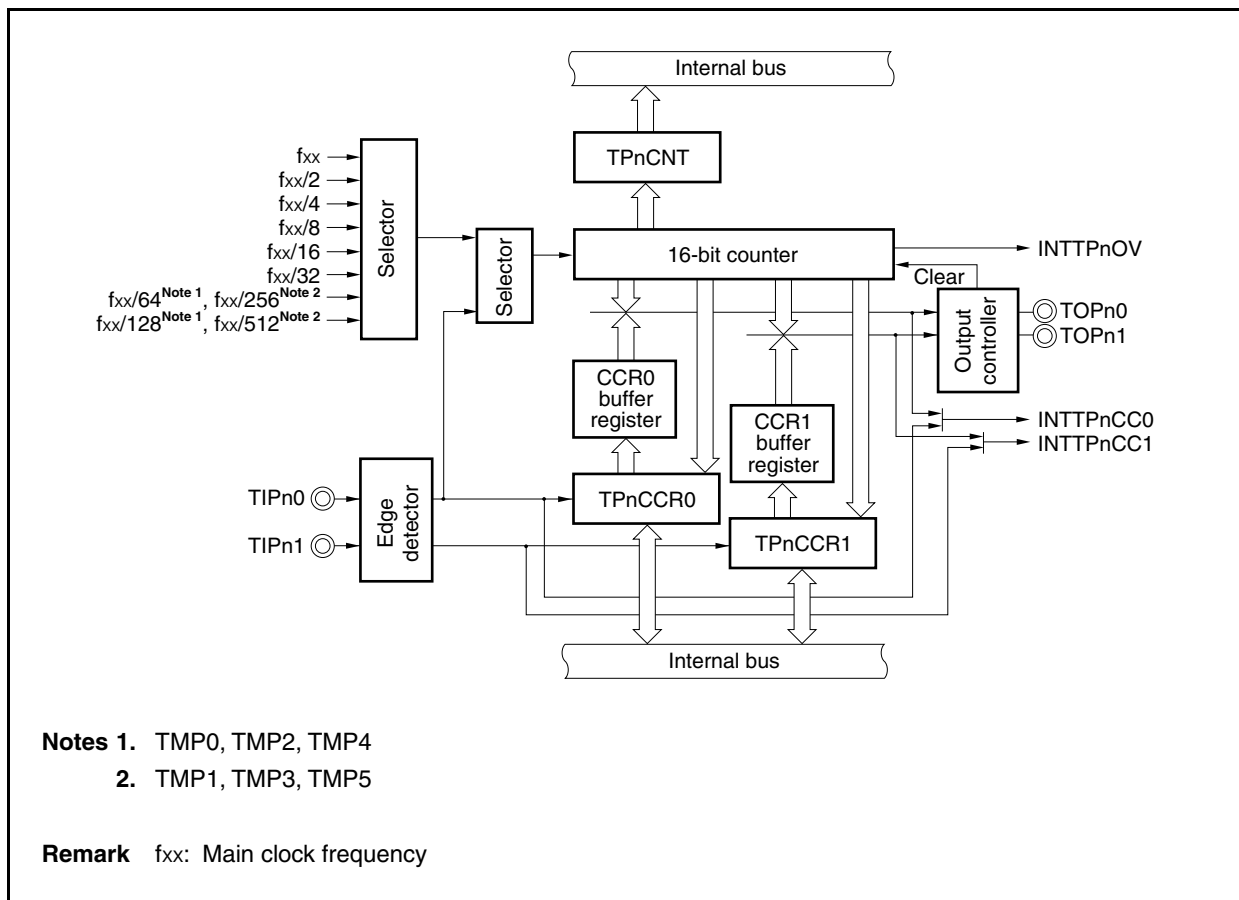 Internal bus
TPnCNT
fxx
fxx/2
fxx/4
fxx/8
fxx/16
fxx/32
fxx/64Note 1, fxx/256Note 2
fxx/128Note 1, fxx/512Note 2
Selector
Selector
16-bit counter
INTTPnOV
Clear
Output
controller
TOPn0
TOPn1
CCR0
buffer
register
CCR1
buffer
register
INTTPnCC0
INTTPnCC1
TIPn0
TIPn1
Edge
detector
TPnCCR0
TPnCCR1
Internal bus
Notes 1. TMP0, TMP2, TMP4
2. TMP1, TMP3, TMP5
Remark fxx: Main clock frequency